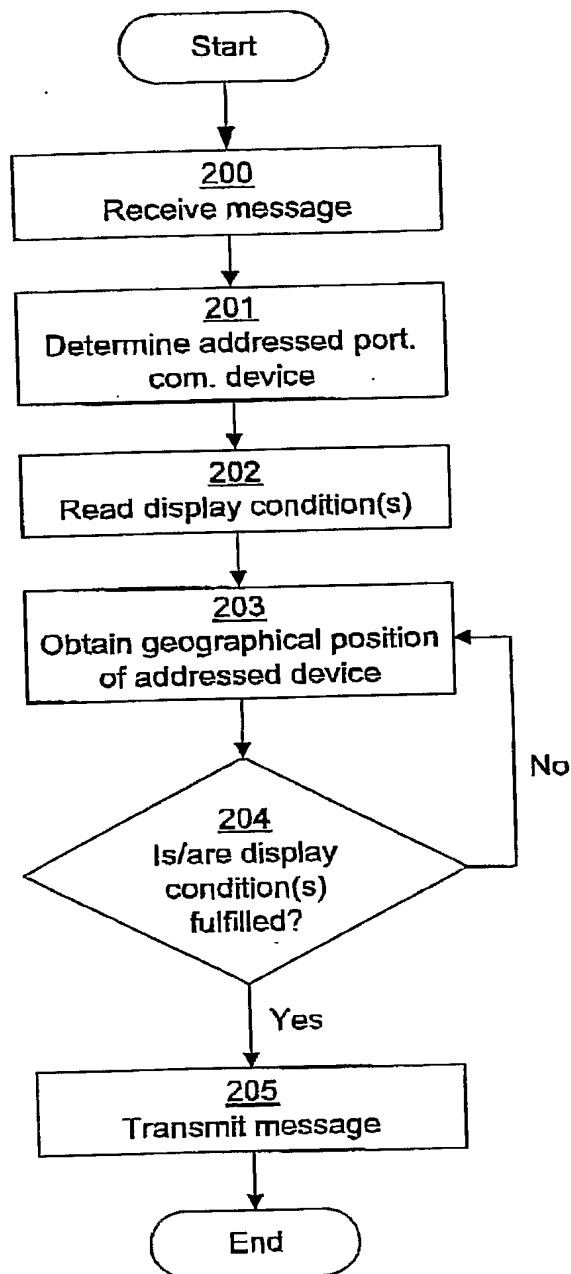 Start
200
Receive message
201
Determine addressed port.
com. device
202
Read display condition(s)
203
Obtain geographical position
of addressed device
No
204
Is/are display
condition(s)
fulfilled?
Yes
205
Transmit message
End